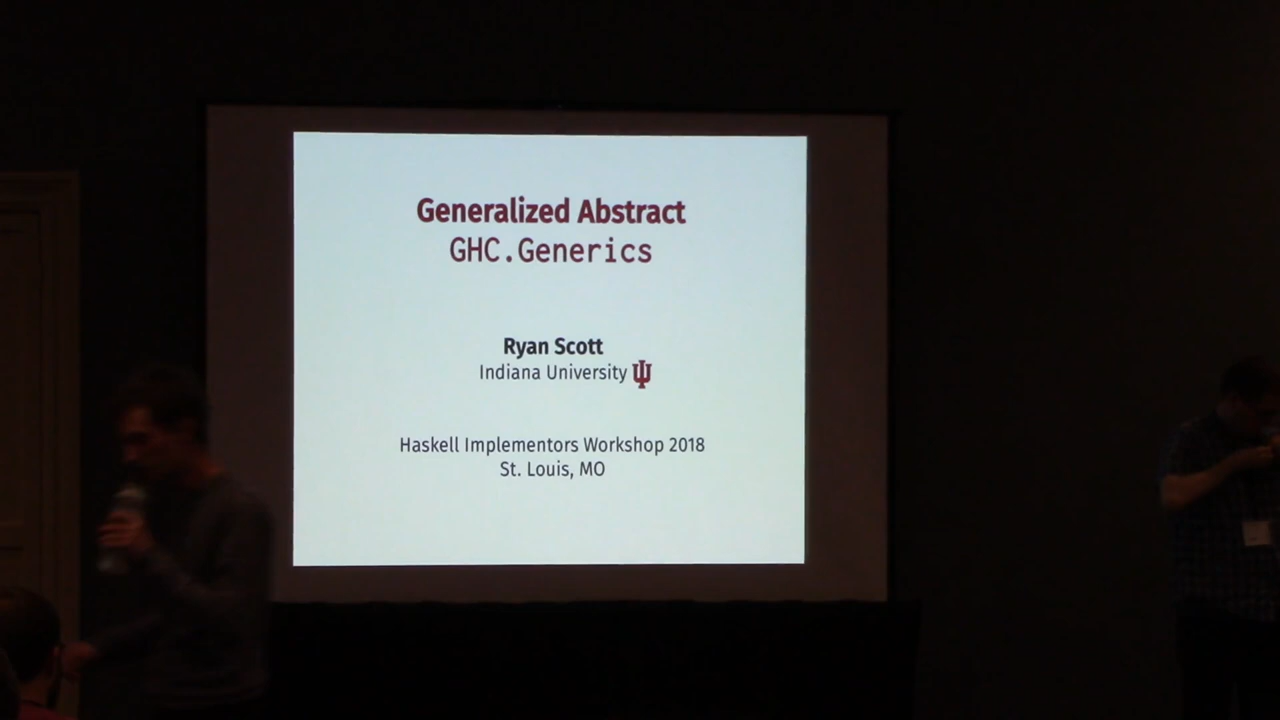 Generalized Abstract
GHC.Generics
Ryan Scott
Indiana University
Haskell Implementors Workshop 2018
St. Louis, MO